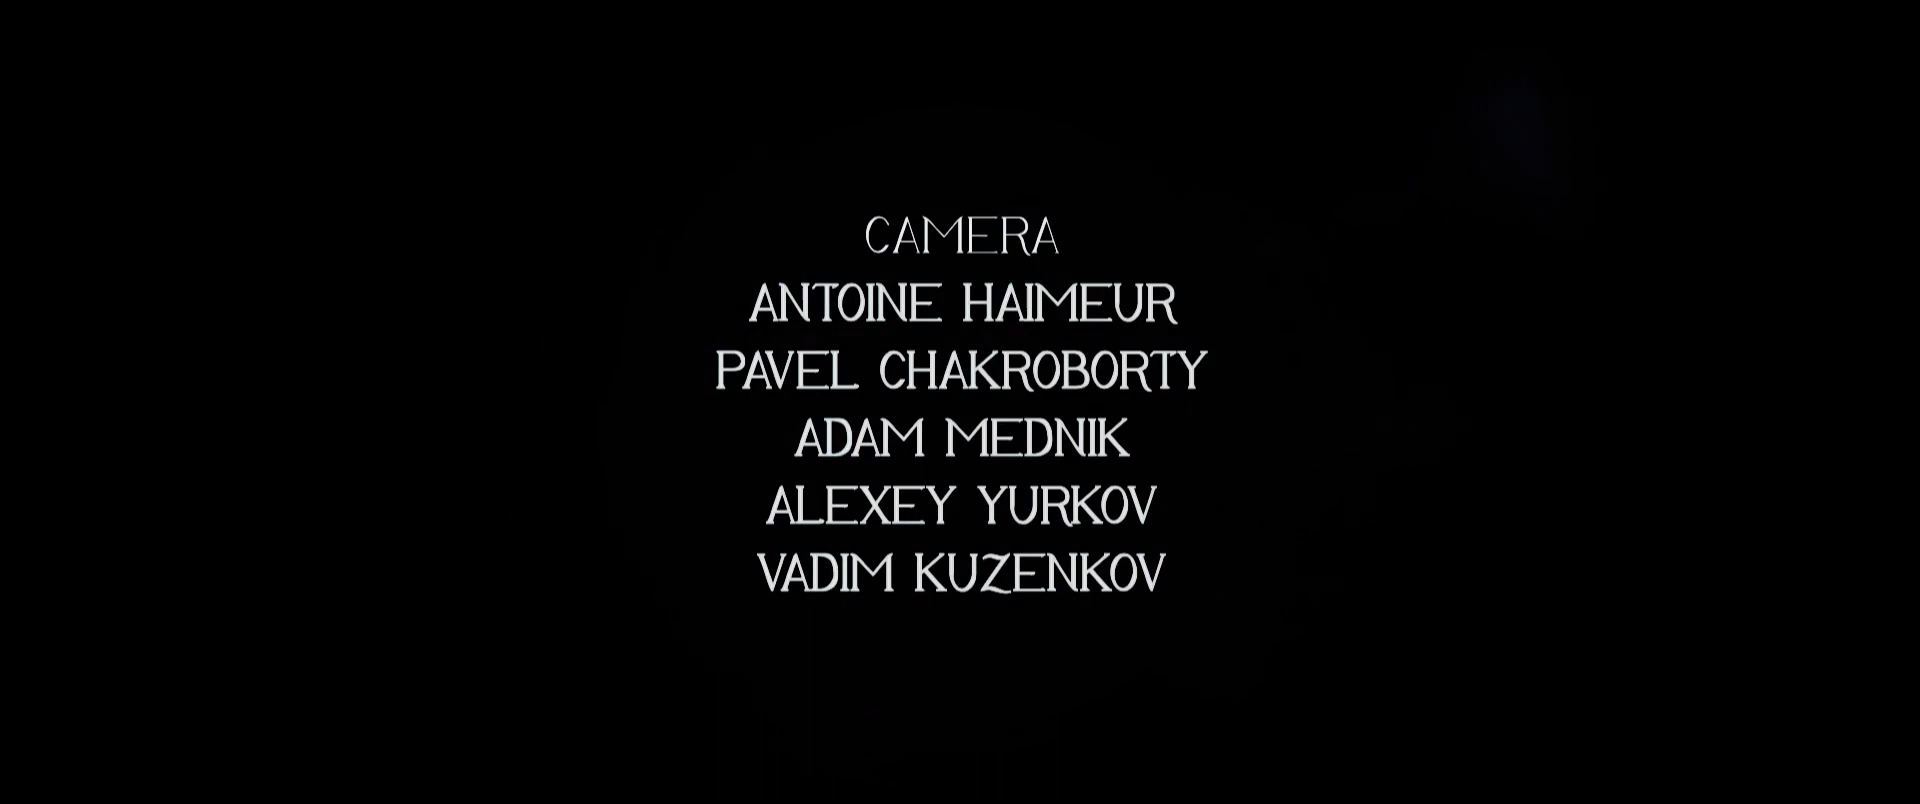 CAMERA
ANTOINE HAIMEUR
PAVEL CHAKROBORTY
ADAM MEDNIK
ALEXEY YURKOV
VADIM KUZENKOV